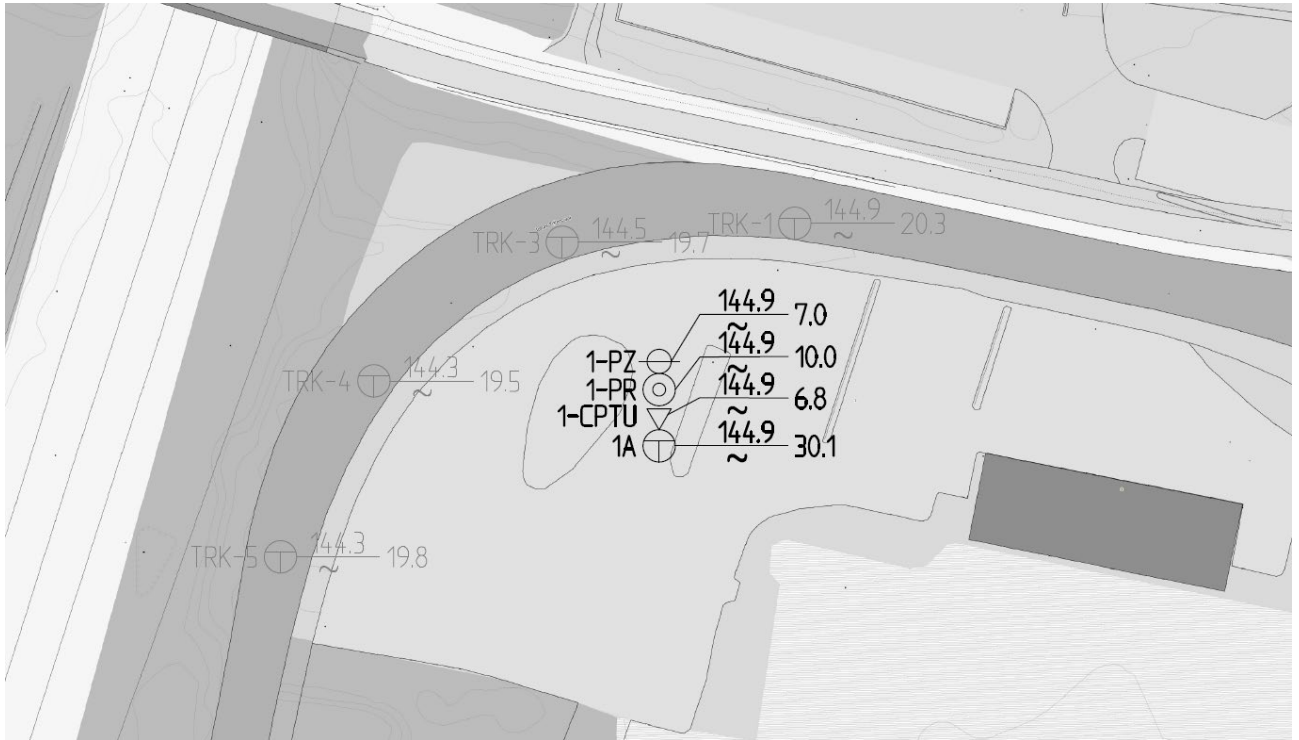 TRK-1 144.9 ~ 20.3
TRK-3 144.5 ~ 19.7
144.9 ~ 7.0
1-PZ
144.9 ~ 10.0
1-PR
144.9 ~ 6.8
1-CPTU
144.9 ~ 30.1
1A
TRK-4 144.3 ~ 19.5
TRK-5 144.3 ~ 19.8